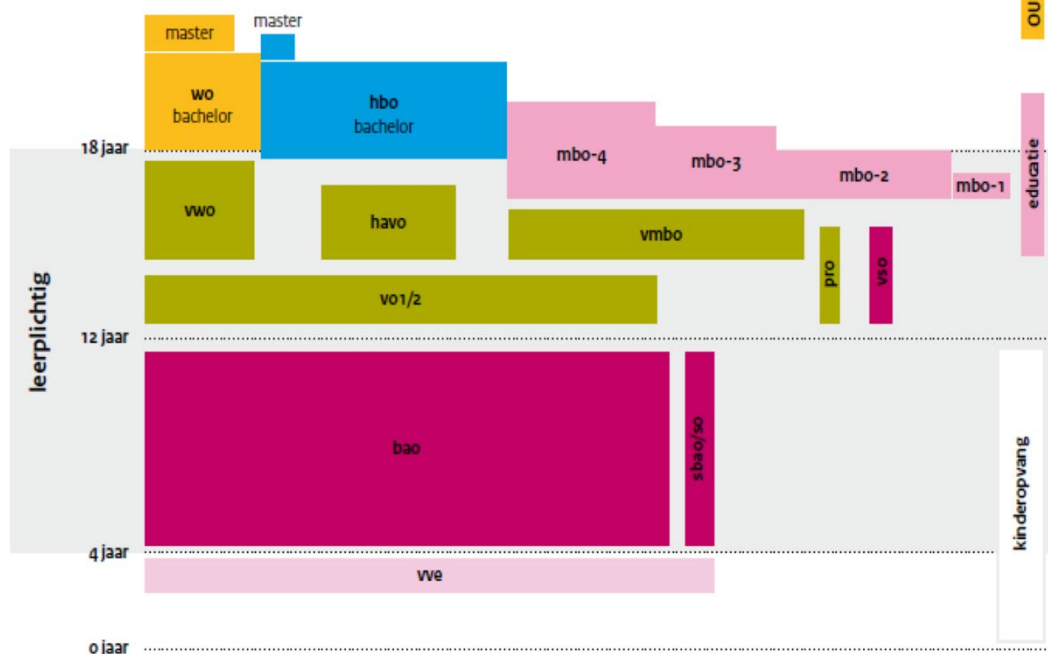 master
master
OU
wo
bachelor
hbo
bachelor
18 jaar
mbo-4
mbo-3
mbo-2
mbo-1
educatie
vwo
havo
vmbo
pro
vso
vo1/2
leerplichtig
12 jaar
bao
sbao/so
kinderopvang
4 jaar
vve
0 jaar